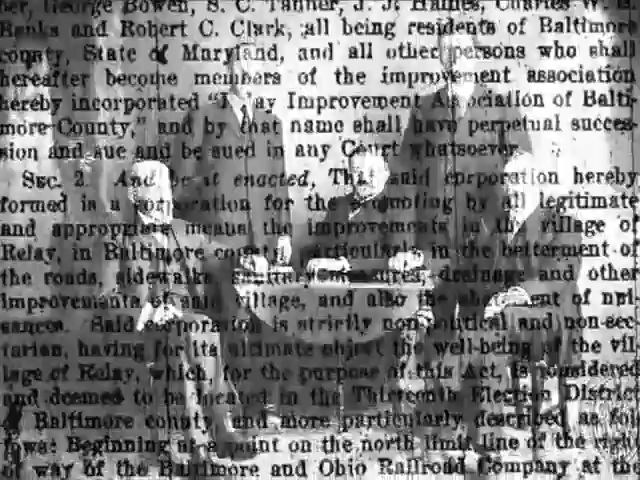 ber, George Bowen, S. C. Tanner, J. J. Haines, Charles W.
Banks and Robert C. Clark, all being residents of Baltimore
county, State of Maryland, and all other persons who shall
hereafter become members of the improvement association
hereby incorporated "Relay Improvement Association of Balti
more County," and by that name shall have perpetual succes-
sion and sue and be sued in any Court whatsoever.
Sec. 2. And be it enacted, That said corporation hereby
formed is a corporation for the promoting by all legitimate
and appropriate means the improvements in the village of
Relay, in Baltimore county, particularly in the betterment of
the roads, sidewalks, sanitary measures, drainage and other
improvements of said village, and also the abatement of nui
sances. Said corporation is strictly non-political and non-sec
tarian, having for its ultimate object the well-being of the vil
lage of Relay, which, for the purpose of this Act, is considered
and deemed to be located in the Thirteenth Election District
of Baltimore county and more particularly described as fol
lows: Beginning at a point on the north limit line of the right
of way of the Baltimore and Ohio Railroad Company at the